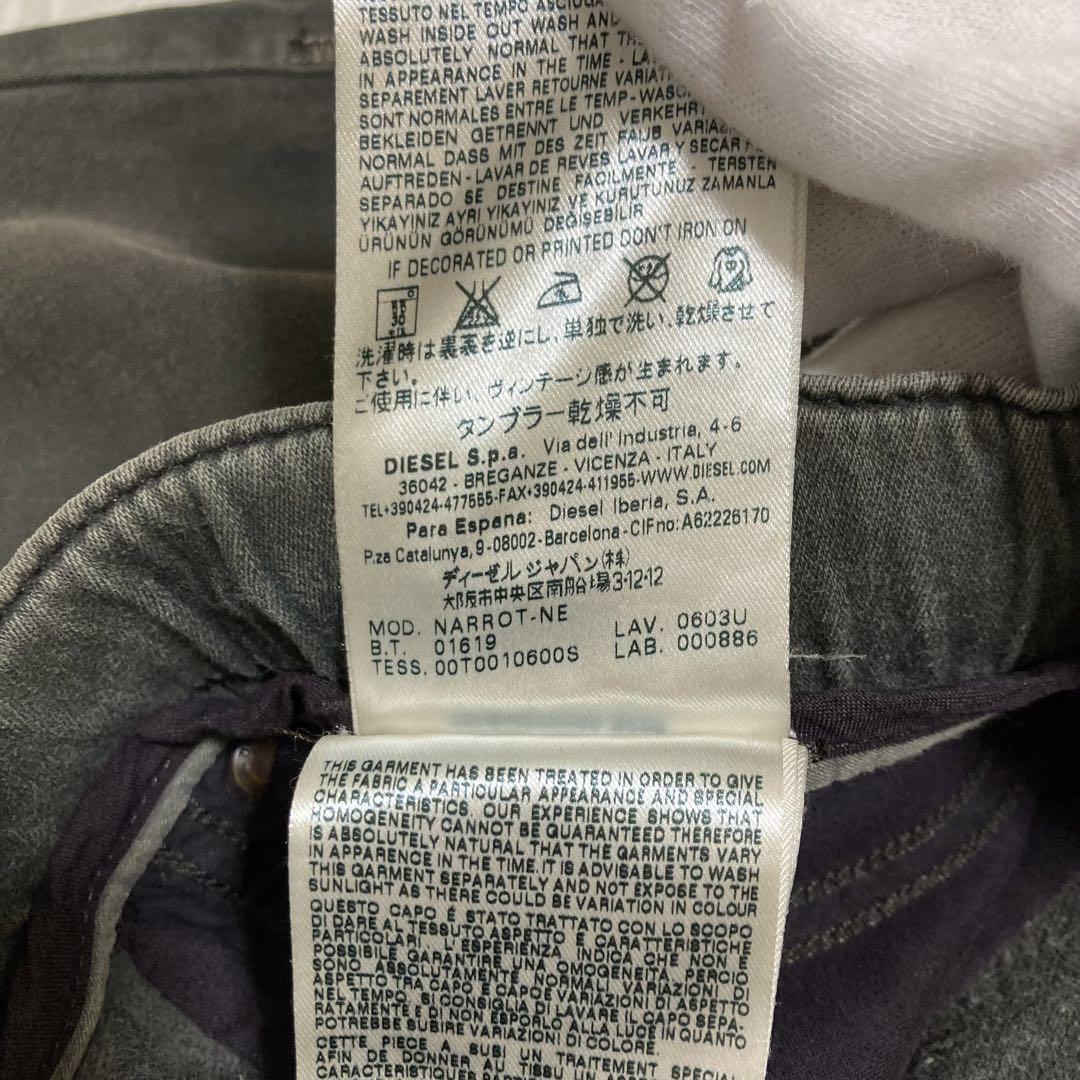 TESSUTO NEL TEMPO ASCIUGA
WASH INSIDE OUT WASH AND
ABSOLUTELY NORMAL THAT
IN APPEARANCE IN THE TIME -
SEPAREMENT LAVER RETOURNE
SONT NORMALES ENTRE LE TEMP -
BEKLEIDEN GETRENNT UND
NORMAL DASS MIT DES ZEIT
AUFTREDEN - LAVAR DE REVES LAVAR Y SECAR
SEPARADO SE DESTINE FACILMENTE - TERSTEN
YIKAYINIZ AYRI YIKAYINIZ VE KURUTUNUZ ZAMANLA
ÜRÜNÜN GÖRÜNÜMÜ DEĞISEBİLİR
IF DECORATED OR PRINTED DON'T IRON ON
30
洗濯時は裏表を逆にし、単独で洗い、乾燥させて
下さい。
ご使用に伴い、ヴィンテージ感が生まれます。
タンブラー乾燥不可
DIESEL S.p.a. Via dell' Industria, 4-6
36042 - BREGANZE - VICENZA - ITALY
TEL+390424-477555-FAX+390424-411955-WWW.DIESEL.COM
Para Espana: Diesel Iberia, S.A.
P.za Catalunya, 9-08002-Barcelona-CIFno:A62226170
ディーゼル ジャパン(株)
大阪市中央区南船場3-12-12
MOD. NARROT-NE LAV. 0603U
B.T. 01619 LAB. 000886
TESS. 00T0010600S
THIS GARMENT HAS BEEN TREATED IN ORDER TO GIVE
THE FABRIC A PARTICULAR APPEARANCE AND SPECIAL
CHARACTERISTICS. OUR EXPERIENCE SHOWS THAT
HOMOGENEITY CANNOT BE GUARANTEED THEREFORE
IS ABSOLUTELY NATURAL THAT THE GARMENTS VARY
IN APPARENCE IN THE TIME. IT IS ADVISABLE TO WASH
THIS GARMENT SEPARATELY AND NOT EXPOSE TO THE
SUNLIGHT AS THERE COULD BE VARIATION IN COLOUR
QUESTO CAPO É STATO TRATTATO CON LO SCOPO
DI DARE AL TESSUTO ASPETTO E CARATTERISTICHE
PARTICOLARI. L'ESPERIENZA INDICA CHE NON E
POSSIBILE GARANTIRE UNA OMOGENEITA, PERCIO
SONO ASSOLUTAMENTE NORMALI VARIAZIONI DI
ASPETTO TRA CAPO E CAPOE VARIAZIONI DI ASPETTO
NEL TEMPO. SI CONSIGLIA DI LAVARE IL CAPO SEPA-
RATAMENTE E DI NON ESPORLO ALLA LUCE IN QUANTO
POTREBBE SUBIRE VARIAZIONI DI COLORE.
CETTE PIECE A SUBI UN TRAITEMENT SPECIAL
AFIN DE DONNER AU TISSU UN
CARACTERISTIQUES